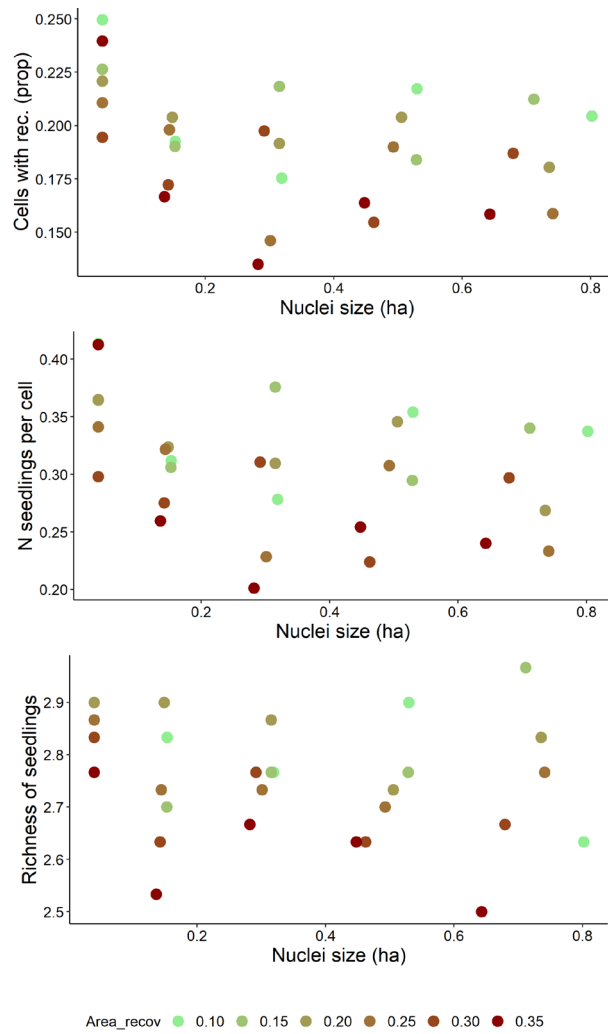 0.250
0.225
0.200
0.175
0.150
Cells with rec. (prop)
0.2 0.4 0.6 0.8
Nuclei size (ha)
0.40
0.35
0.30
0.25
0.20
N seedlings per cell
0.2 0.4 0.6 0.8
Nuclei size (ha)
2.9
2.8
2.7
2.6
2.5
Richness of seedlings
0.2 0.4 0.6 0.8
Nuclei size (ha)
Area_recov 0.10 0.15 0.20 0.25 0.30 0.35